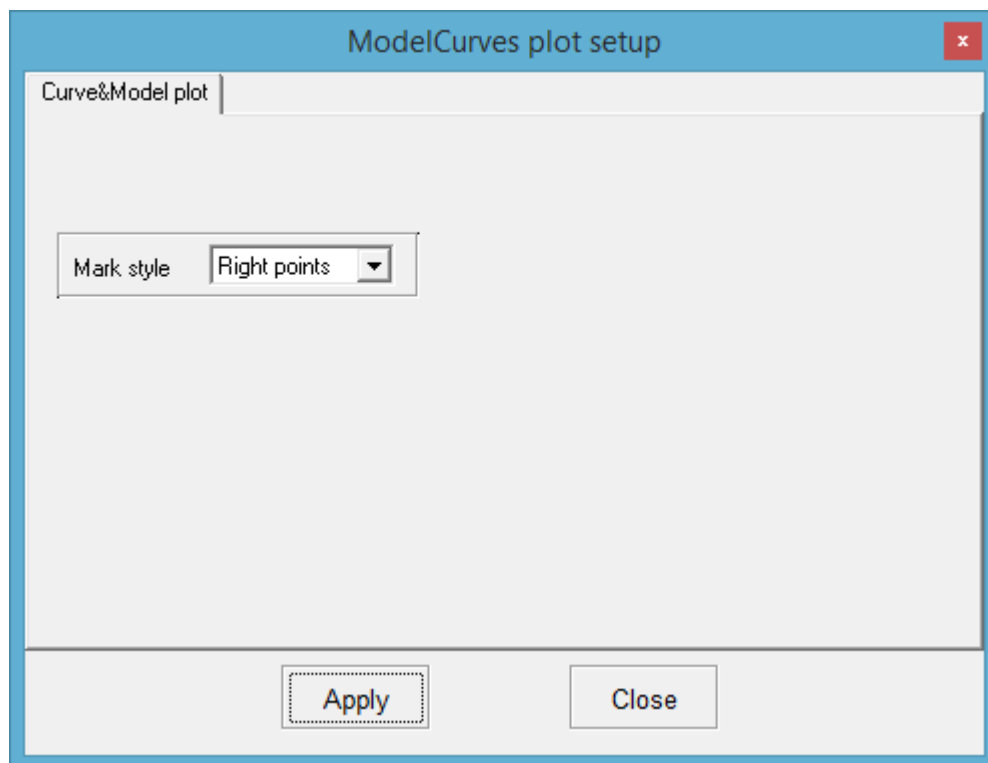 ModelCurves plot setup
x
Curve&Model plot
Mark style Right points
Apply Close